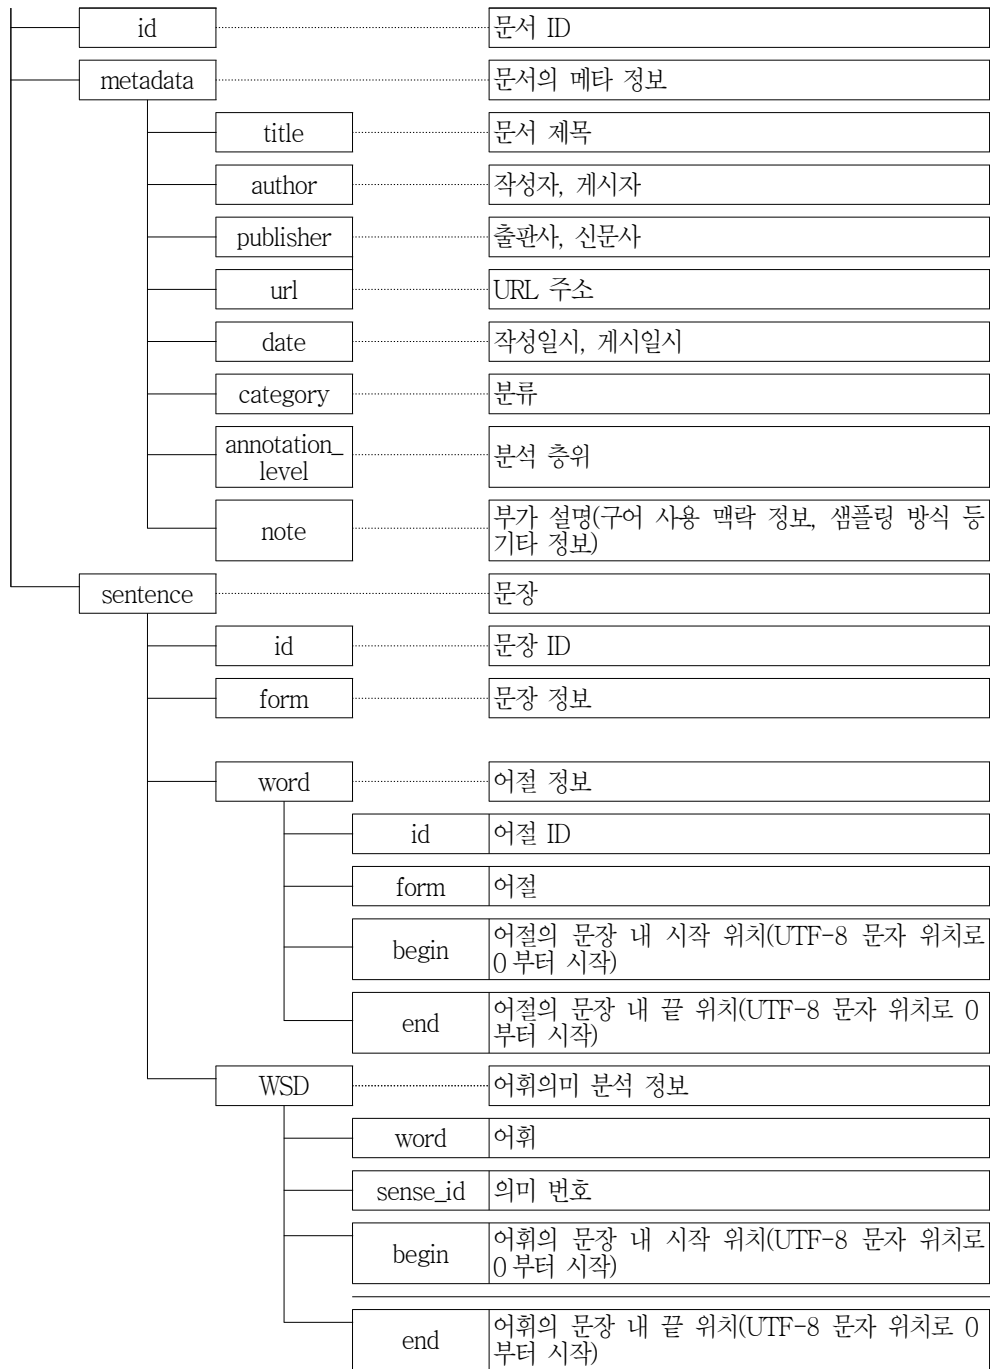 id 문서 ID
metadata 문서의 메타 정보
title 문서 제목
author 작성자, 게시자
publisher 출판사, 신문사
url URL 주소
date 작성일시, 게시일시
category 분류
annotation_
level
분석 층위
note
부가 설명(구어 사용 맥락 정보, 샘플링 방식 등
기타 정보)
sentence 문장
id 문장 ID
form 문장 정보
word 어절 정보
id 어절 ID
form 어절
begin
어절의 문장 내 시작 위치(UTF-8 문자 위치로
0부터 시작)
end
어절의 문장 내 끝 위치(UTF-8 문자 위치로 0
부터 시작)
WSD 어휘의미 분석 정보
word 어휘
sense_id 의미 번호
begin
어휘의 문장 내 시작 위치(UTF-8 문자 위치로
0부터 시작)
end
어휘의 문장 내 끝 위치(UTF-8 문자 위치로 0
부터 시작)